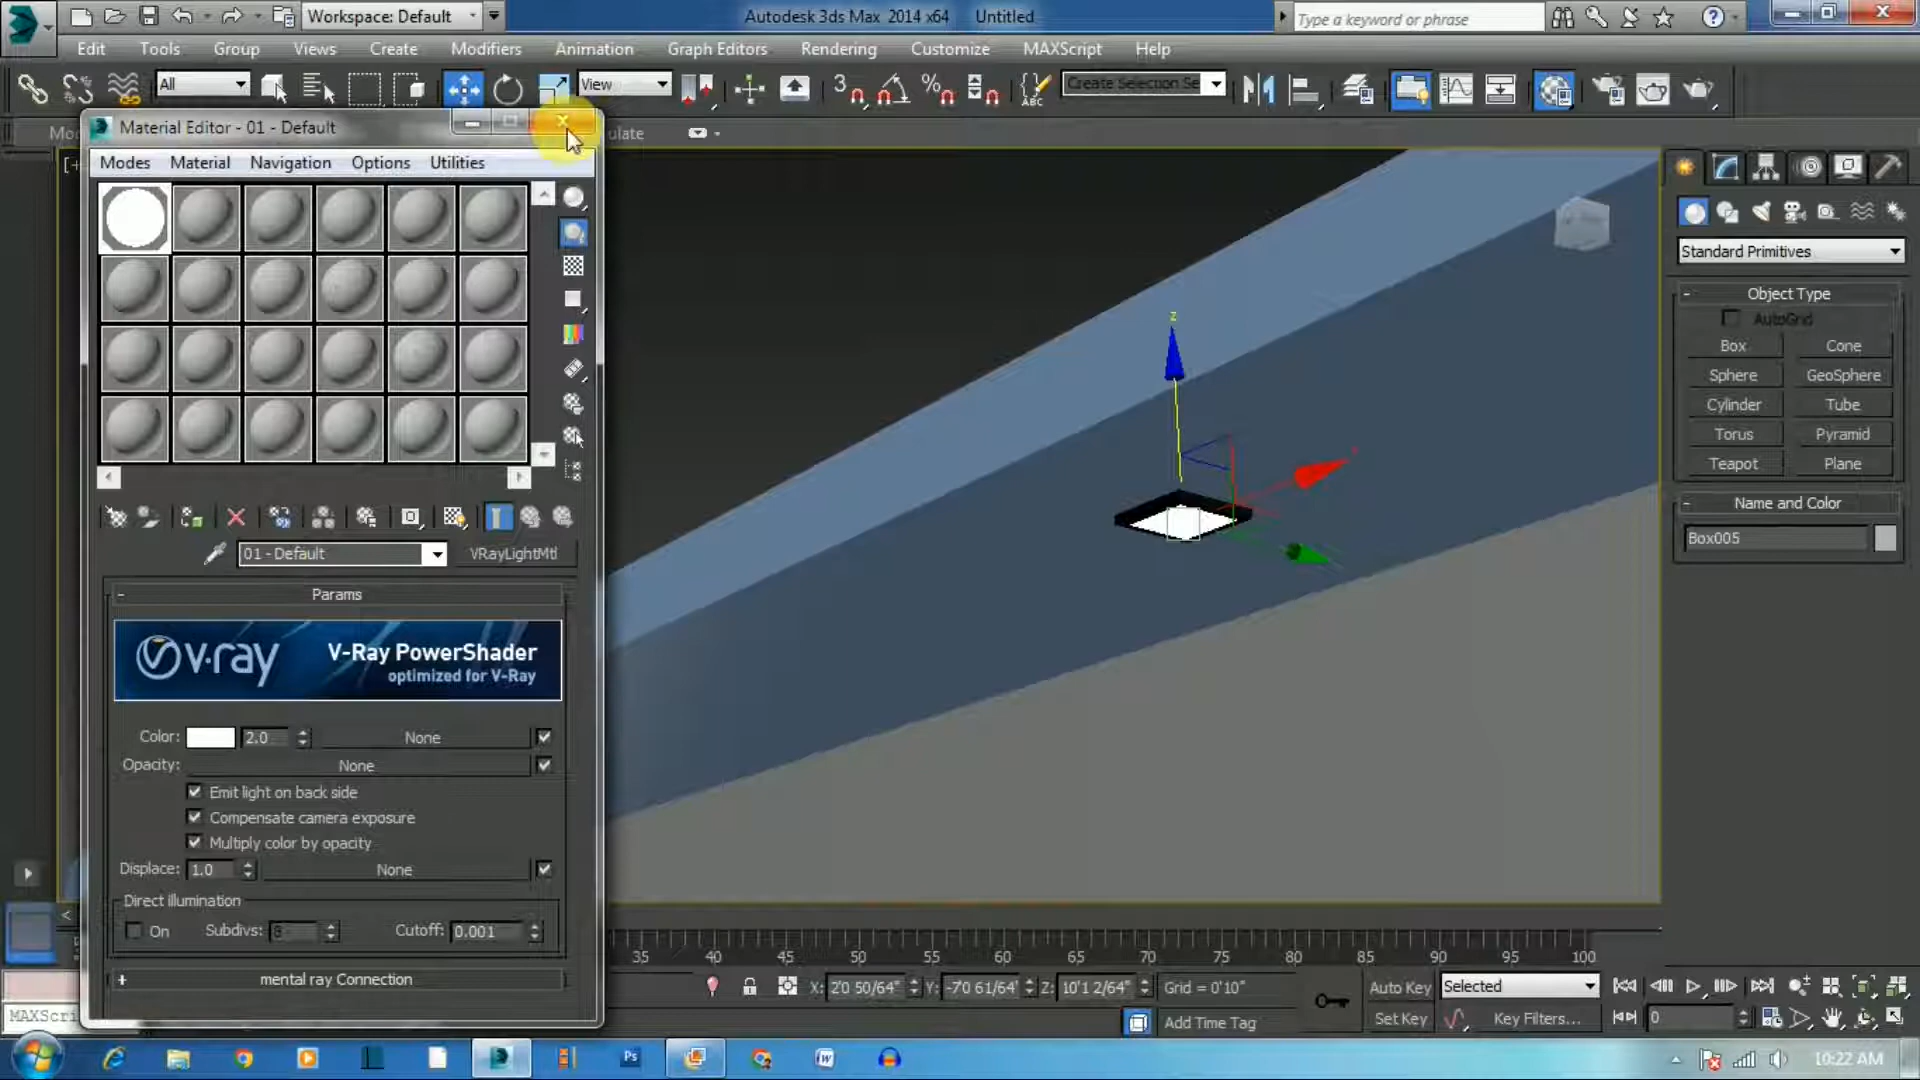 Workspace: Default
Autodesk 3ds Max 2014 x64 Untitled
Type a keyword or phrase
Edit Tools Group Views Create Modifiers Animation Graph Editors Rendering Customize MAXScript Help
All
View
3
%
ABC
Create Selection Se
Material Editor - 01 - Default
ulate
[+
Modes Material Navigation Options Utilities
z
Standard Primitives
- Object Type
AutoGrid
Box Cone
Sphere GeoSphere
Cylinder Tube
Torus Pyramid
Teapot Plane
- Name and Color
Box005
01 - Default VRayLightMtl
- Params
v·ray V-Ray PowerShader
optimized for V-Ray
Color: 2.0 None
Opacity: None
Emit light on back side
Compensate camera exposure
Multiply color by opacity
Displace: 1.0 None
Direct illumination
On Subdivs: 8 Cutoff: 0.001
+ mental ray Connection
<
35 40 45 50 55 60 65 70 75 80 85 90 95 100
X: 2'0 50/64" Y: -7'0 61/64" Z: 10'1 2/64" Grid = 0'10"
Auto Key Selected
MAXScri
Add Time Tag
Set Key Key Filters... 0
Ps
W
10:22 AM